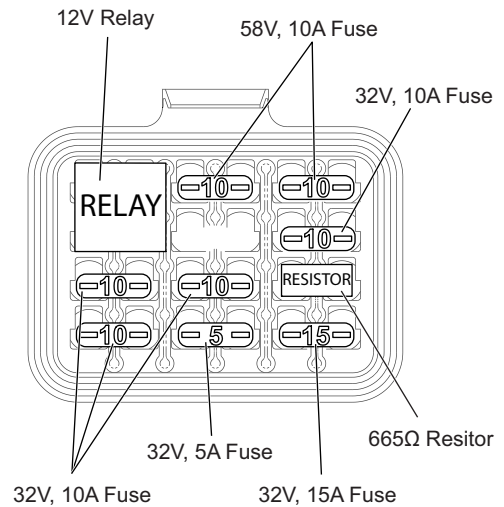 12V Relay
58V, 10A Fuse
32V, 10A Fuse
RELAY
10
10
10
10
10
RESISTOR
10
5
15
32V, 5A Fuse
665Ω Resitor
32V, 10A Fuse
32V, 15A Fuse